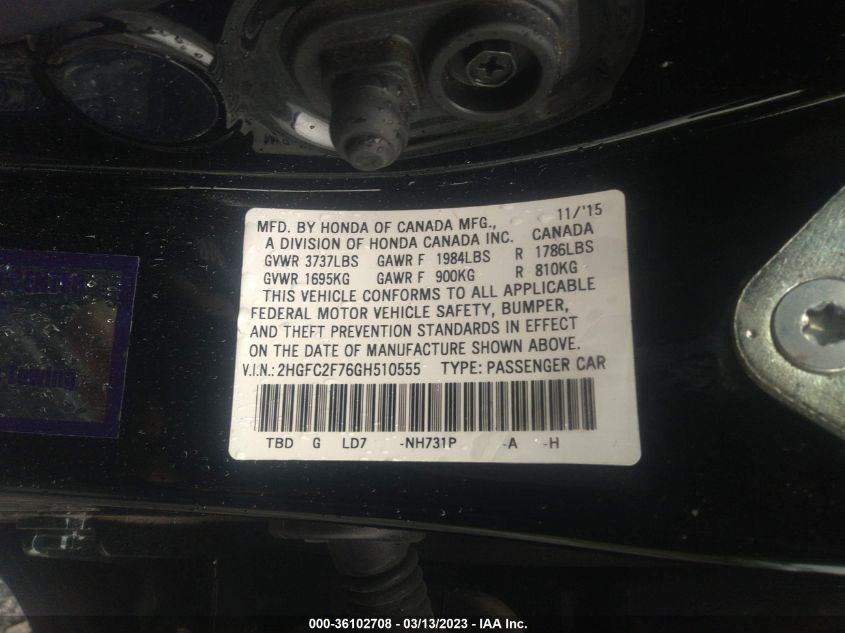 11/'15
MFD. BY HONDA OF CANADA MFG.,
A DIVISION OF HONDA CANADA INC. CANADA
GVWR 3737LBS GAWR F 1984LBS R 1786LBS
GVWR 1695KG GAWR F 900KG R 810KG
THIS VEHICLE CONFORMS TO ALL APPLICABLE
FEDERAL MOTOR VEHICLE SAFETY, BUMPER,
AND THEFT PREVENTION STANDARDS IN EFFECT
ON THE DATE OF MANUFACTURE SHOWN ABOVE.
V.I.N.: 2HGFC2F76GH510555 TYPE: PASSENGER CAR
TBD G LD7 -NH731P -A -H
Towing
000-36102708 - 03/13/2023 - IAA Inc.